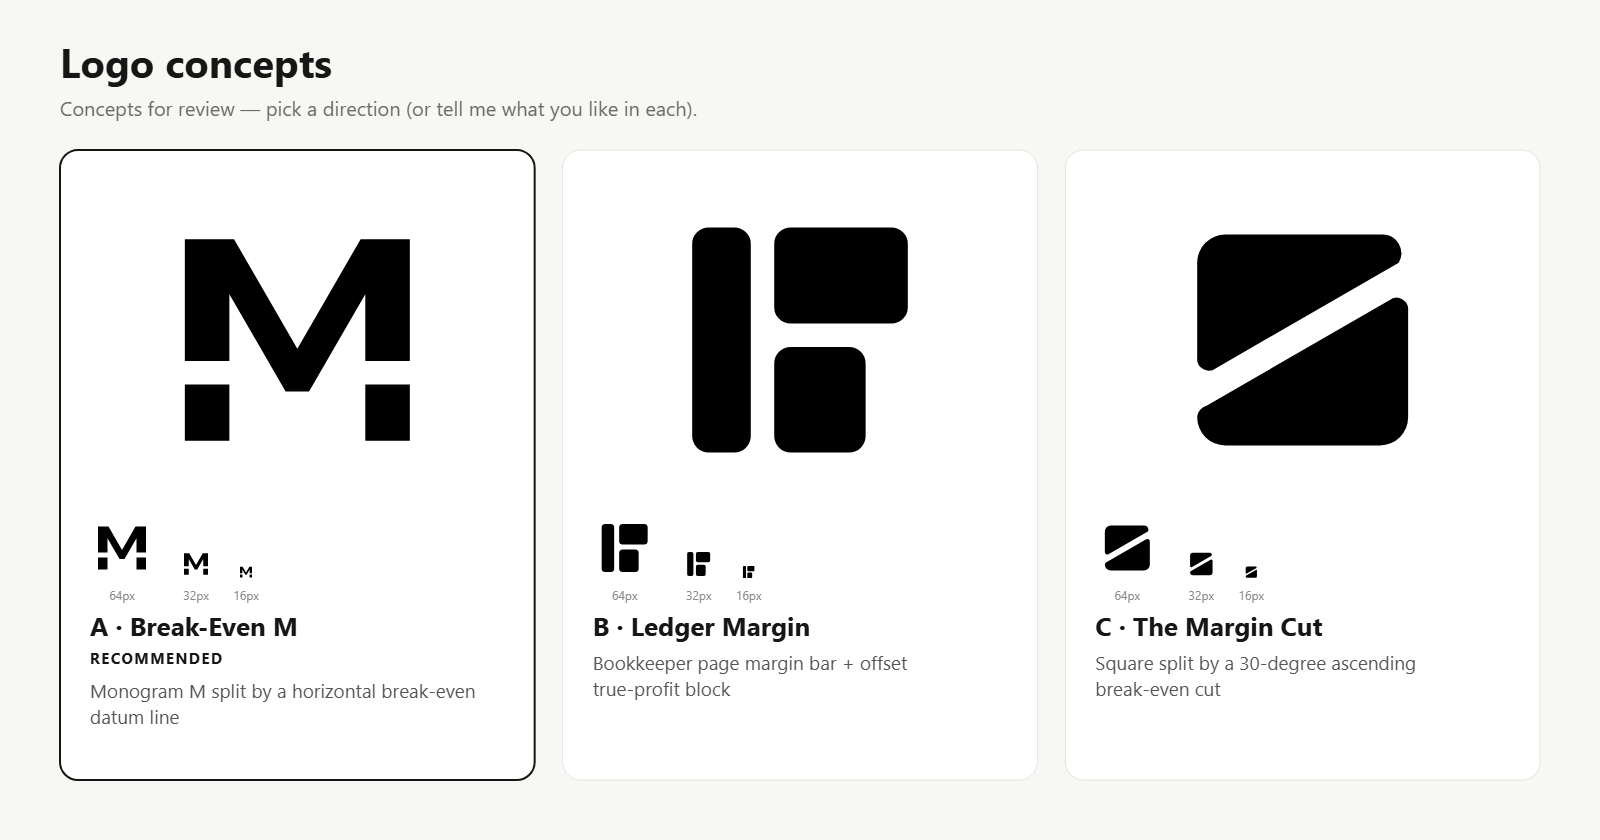 Logo concepts
Concepts for review — pick a direction (or tell me what you like in each).
M
64px 32px 16px
A · Break-Even M
RECOMMENDED
Monogram M split by a horizontal break-even
datum line
64px 32px 16px
B · Ledger Margin
Bookkeeper page margin bar + offset
true-profit block
64px 32px 16px
C · The Margin Cut
Square split by a 30-degree ascending
break-even cut